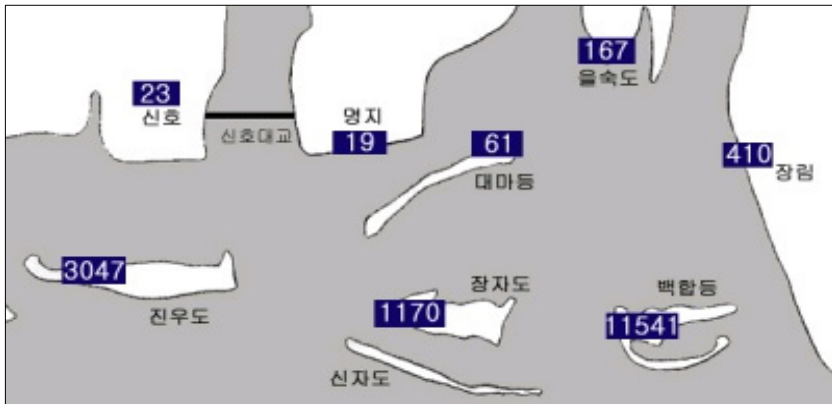 167
을숙도
23
신호
신호대교
명지
19
61
대마등
410
장림
3047
진우도
장자도
1170
백합등
11541
신자도